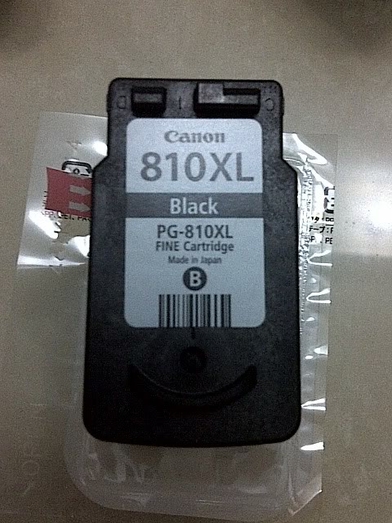 Canon
810XL
Black
PG-810XL
FINE Cartridge
Made in Japan
B